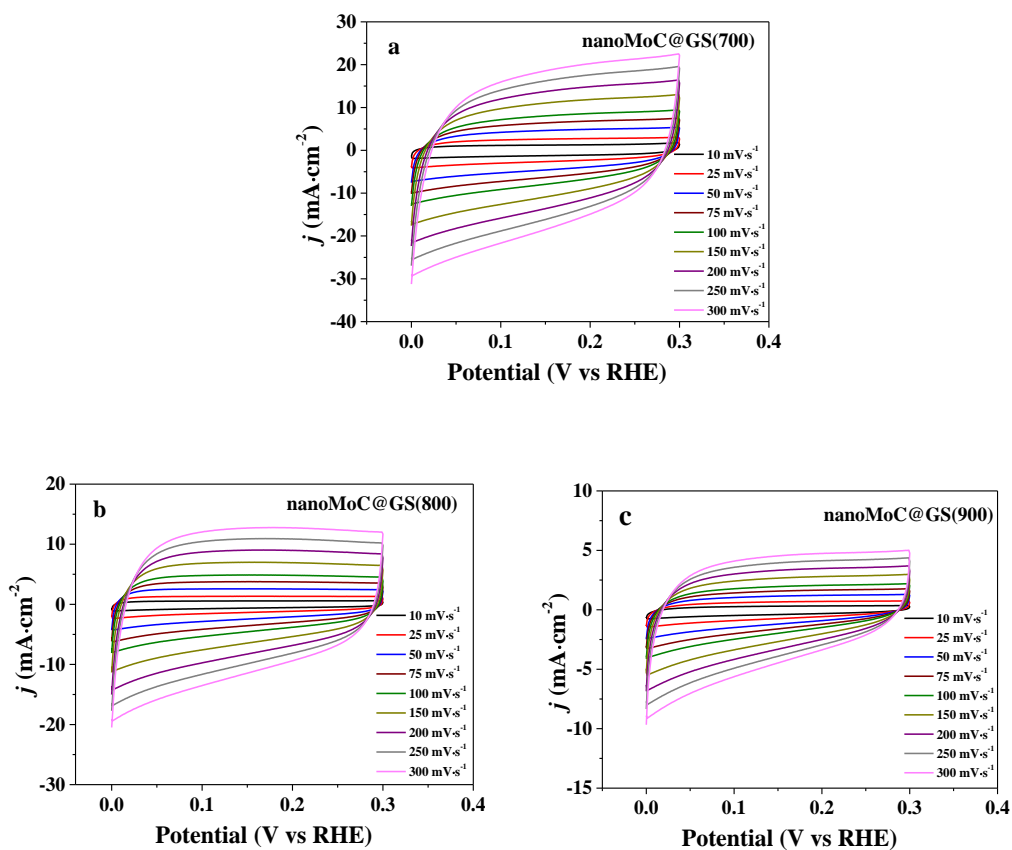 a
nanoMoC@GS(700)
30
20
10
0
-10
-20
-30
-40
j (mA·cm⁻²)
10 mV·s⁻¹
25 mV·s⁻¹
50 mV·s⁻¹
75 mV·s⁻¹
100 mV·s⁻¹
150 mV·s⁻¹
200 mV·s⁻¹
250 mV·s⁻¹
300 mV·s⁻¹
0.0 0.1 0.2 0.3 0.4
Potential (V vs RHE)
b
nanoMoC@GS(800)
20
10
0
-10
-20
-30
j (mA·cm⁻²)
10 mV·s⁻¹
25 mV·s⁻¹
50 mV·s⁻¹
75 mV·s⁻¹
100 mV·s⁻¹
150 mV·s⁻¹
200 mV·s⁻¹
250 mV·s⁻¹
300 mV·s⁻¹
0.0 0.1 0.2 0.3 0.4
Potential (V vs RHE)
c
nanoMoC@GS(900)
10
5
0
-5
-10
-15
j (mA·cm⁻²)
10 mV·s⁻¹
25 mV·s⁻¹
50 mV·s⁻¹
75 mV·s⁻¹
100 mV·s⁻¹
150 mV·s⁻¹
200 mV·s⁻¹
250 mV·s⁻¹
300 mV·s⁻¹
0.0 0.1 0.2 0.3 0.4
Potential (V vs RHE)